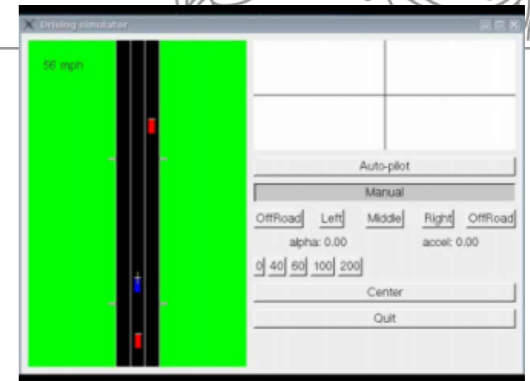 Driving simulator
56 mph
Auto-pilot
Manual
OffRoad Left Middle Right OffRoad
alpha: 0.00 accel: 0.00
0 40 60 100 200
Center
Quit